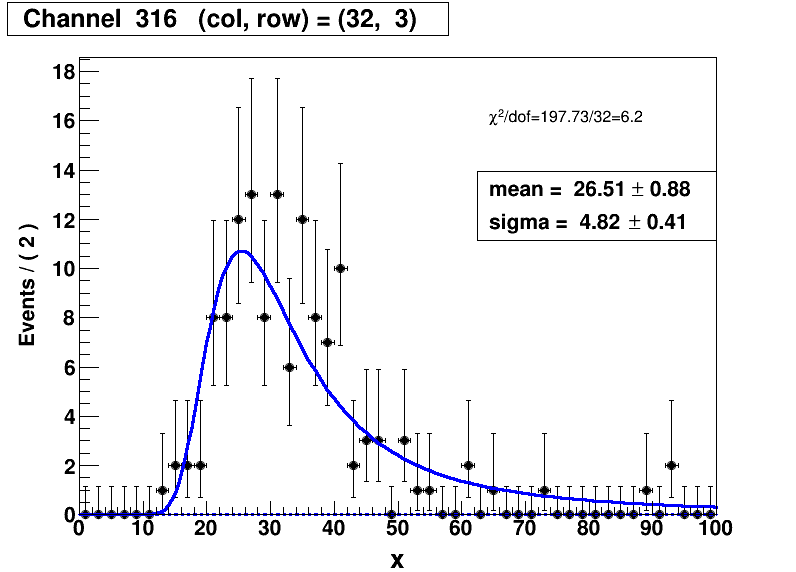 Channel 316 (col, row) = (32, 3)
χ²/dof=197.73/32=6.2
mean = 26.51 ± 0.88
sigma = 4.82 ± 0.41
Events / ( 2 )
18
16
14
12
10
8
6
4
2
0
0 10 20 30 40 50 60 70 80 90 100
x